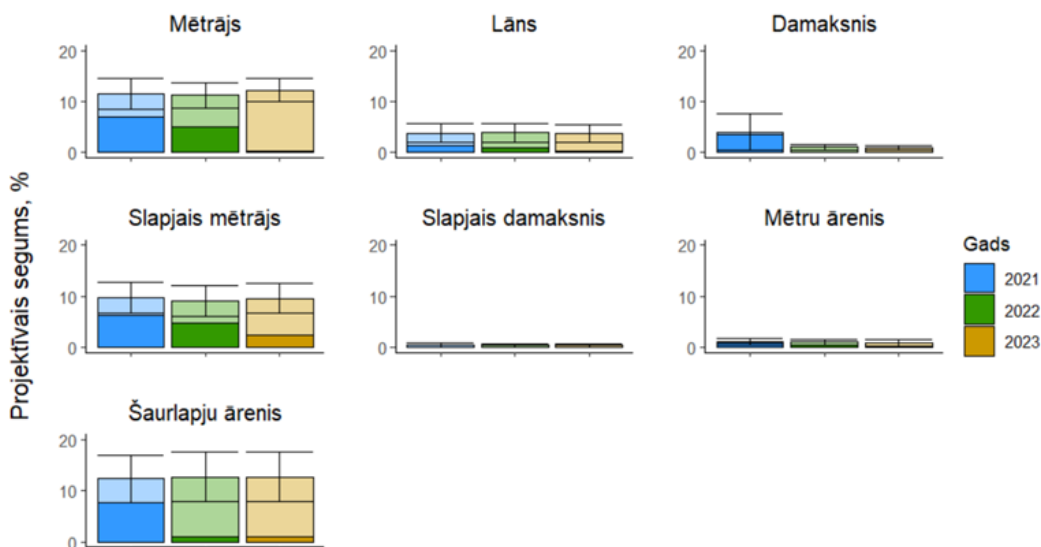 Mētrājs
Lāns
Damaksnis
20
10
0
20
10
0
20
10
0
Slapjais mētrājs
Slapjais damaksnis
Mētru ārenis
20
10
0
20
10
0
20
10
0
Šaurlapju ārenis
20
10
0
Projektīvais segums, %
Gads
2021
2022
2023